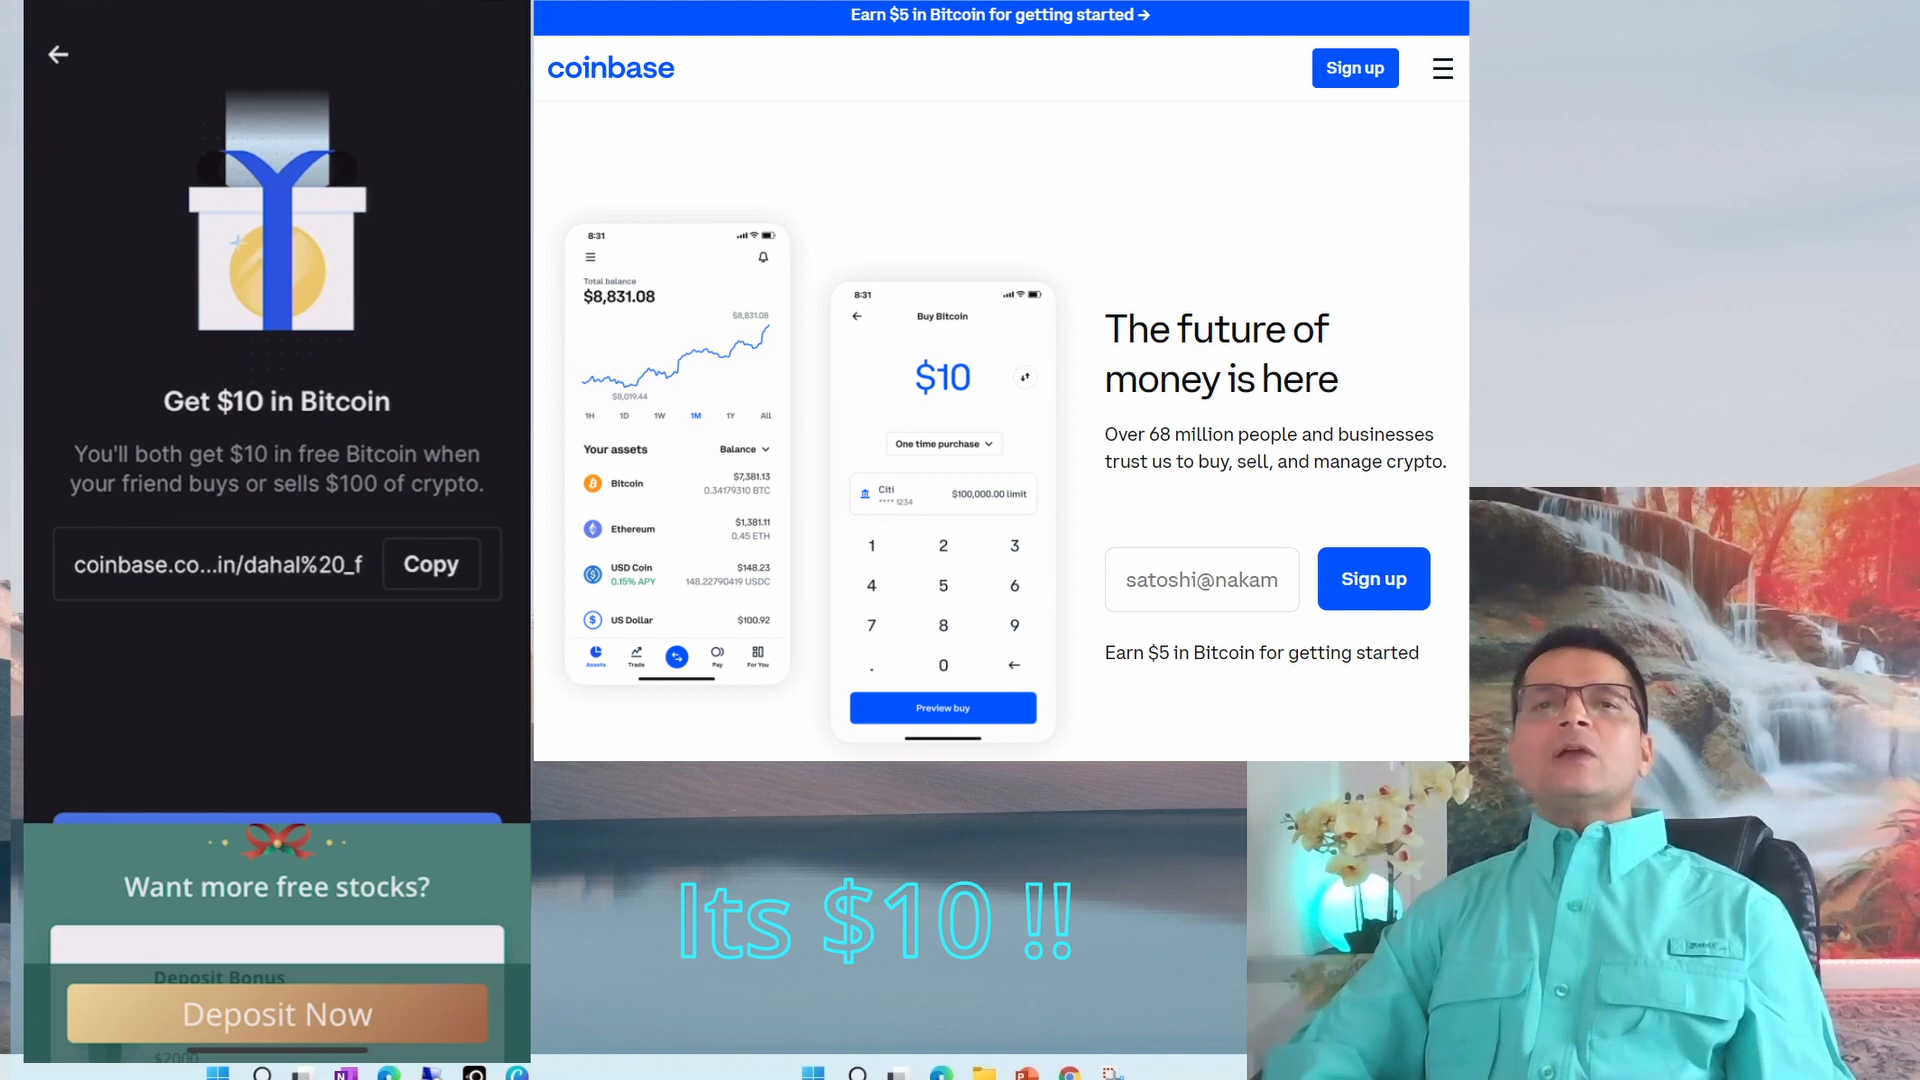 Get $10 in Bitcoin
You'll both get $10 in free Bitcoin when
your friend buys or sells $100 of crypto.
coinbase.co...in/dahal%20_f
Copy
Want more free stocks?
Deposit Bonus
Deposit Now
$2000
Earn $5 in Bitcoin for getting started →
coinbase
Sign up
8:31
Total balance
$8,831.08
$8,831.08
$8,019.44
1H 1D 1W 1M 1Y All
Your assets Balance
Bitcoin $7,381.13
0.34179310 BTC
Ethereum $1,381.11
0.45 ETH
USD Coin $148.23
0.15% APY 148.22790419 USDC
US Dollar $100.92
Assets Trade Pay For You
8:31
Buy Bitcoin
$10
One time purchase
Citi
**** 1234
$100,000.00 limit
1 2 3
4 5 6
7 8 9
. 0 ←
Preview buy
The future of
money is here
Over 68 million people and businesses
trust us to buy, sell, and manage crypto.
satoshi@nakam
Sign up
Earn $5 in Bitcoin for getting started
Its $10 !!